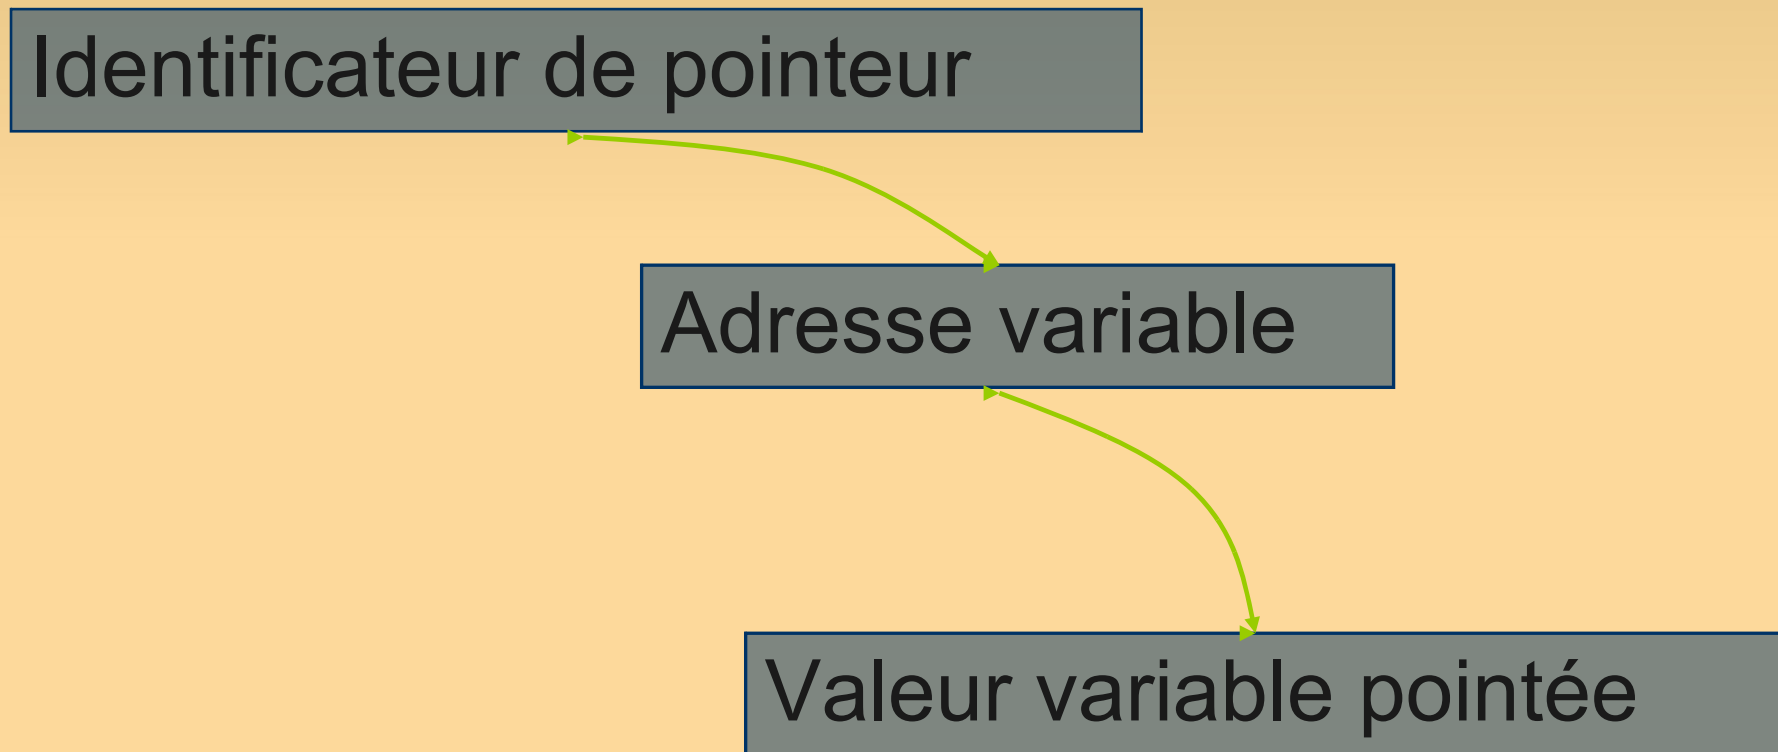 Identificateur de pointeur
Adresse variable
Valeur variable pointée